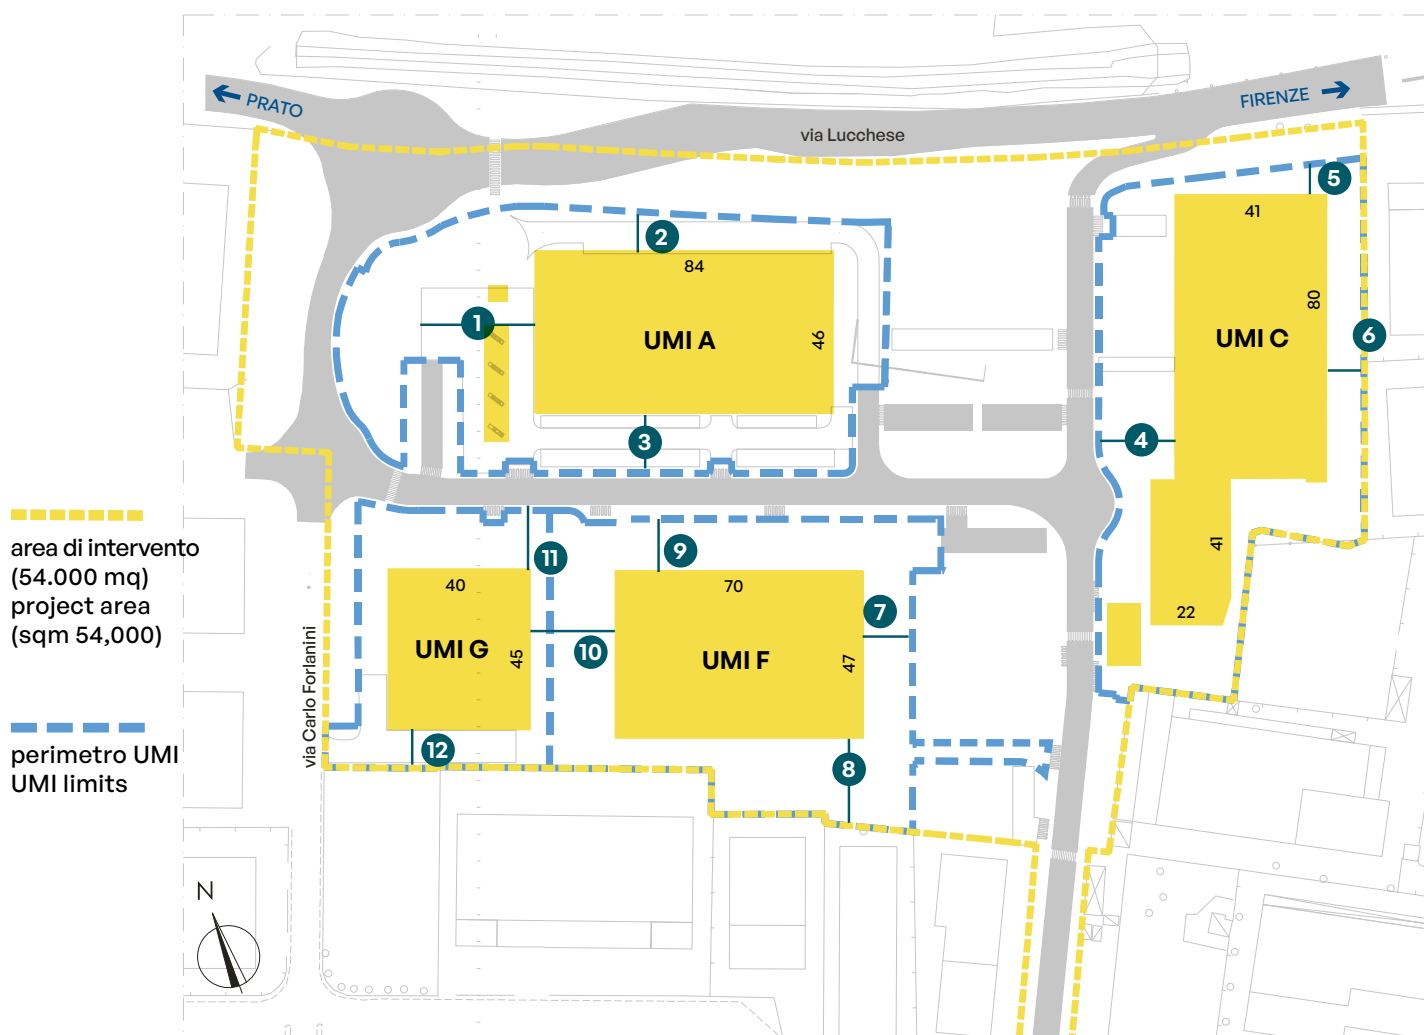 PRATO
FIRENZE
via Lucchese
5
41
2
84
80
1
UMI A
46
UMI C
6
3
4
area di intervento
(54.000 mq)
project area
(sqm 54,000)
11
9
41
40
70
7
22
UMI G
45
10
UMI F
47
via Carlo Forlanini
perimetro UMI
UMI limits
12
8
N